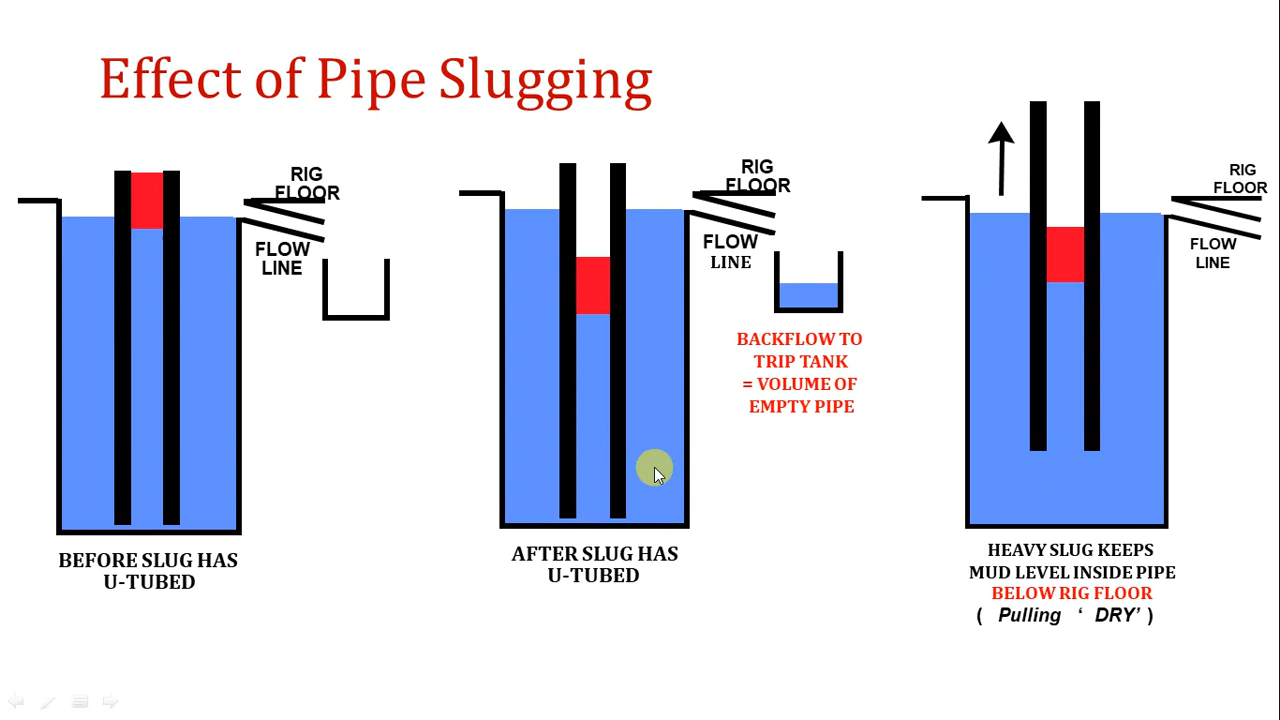 Effect of Pipe Slugging
RIG
FLOOR
FLOW
LINE
BEFORE SLUG HAS
U-TUBED
RIG
FLOOR
FLOW
LINE
BACKFLOW TO
TRIP TANK
= VOLUME OF
EMPTY PIPE
AFTER SLUG HAS
U-TUBED
RIG
FLOOR
FLOW
LINE
HEAVY SLUG KEEPS
MUD LEVEL INSIDE PIPE
BELOW RIG FLOOR
( Pulling ‘ DRY’ )